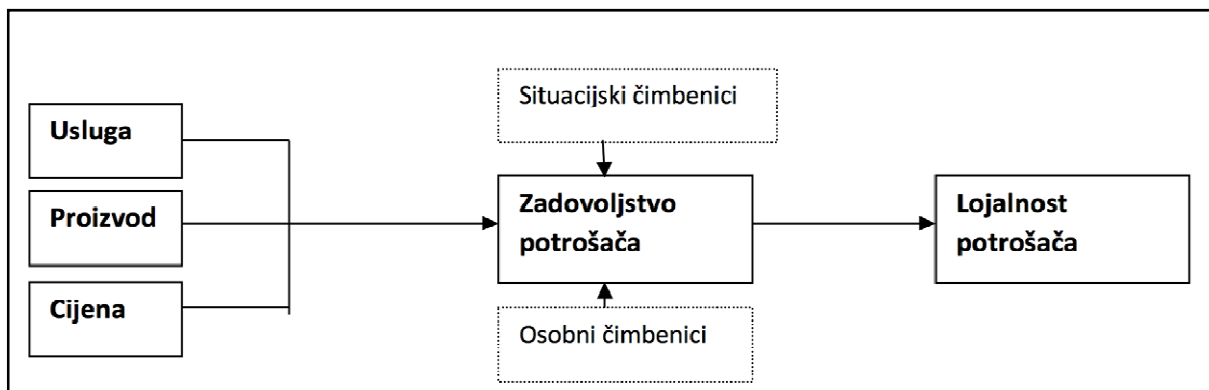 Situacijski čimbenici
Usluga
Proizvod
Cijena
Zadovoljstvo
potrošača
Lojalnost
potrošača
Osobni čimbenici